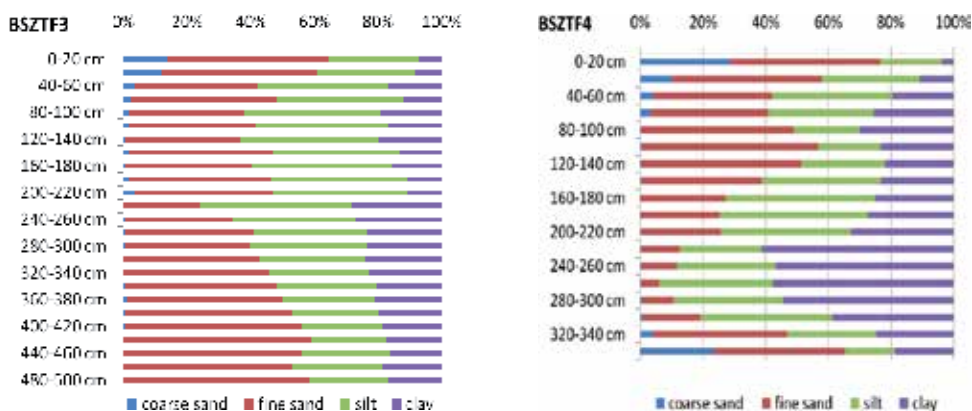 BSZTF3
0% 20% 40% 60% 80% 100%
0-20 cm
40-60 cm
80-100 cm
120-140 cm
160-180 cm
200-220 cm
240-260 cm
280-300 cm
320-340 cm
360-380 cm
400-420 cm
440-460 cm
480-500 cm
coarse sand fine sand silt clay
BSZTF4
0% 20% 40% 60% 80% 100%
0-20 cm
40-60 cm
80-100 cm
120-140 cm
160-180 cm
200-220 cm
240-260 cm
280-300 cm
320-340 cm
coarse sand fine sand silt clay